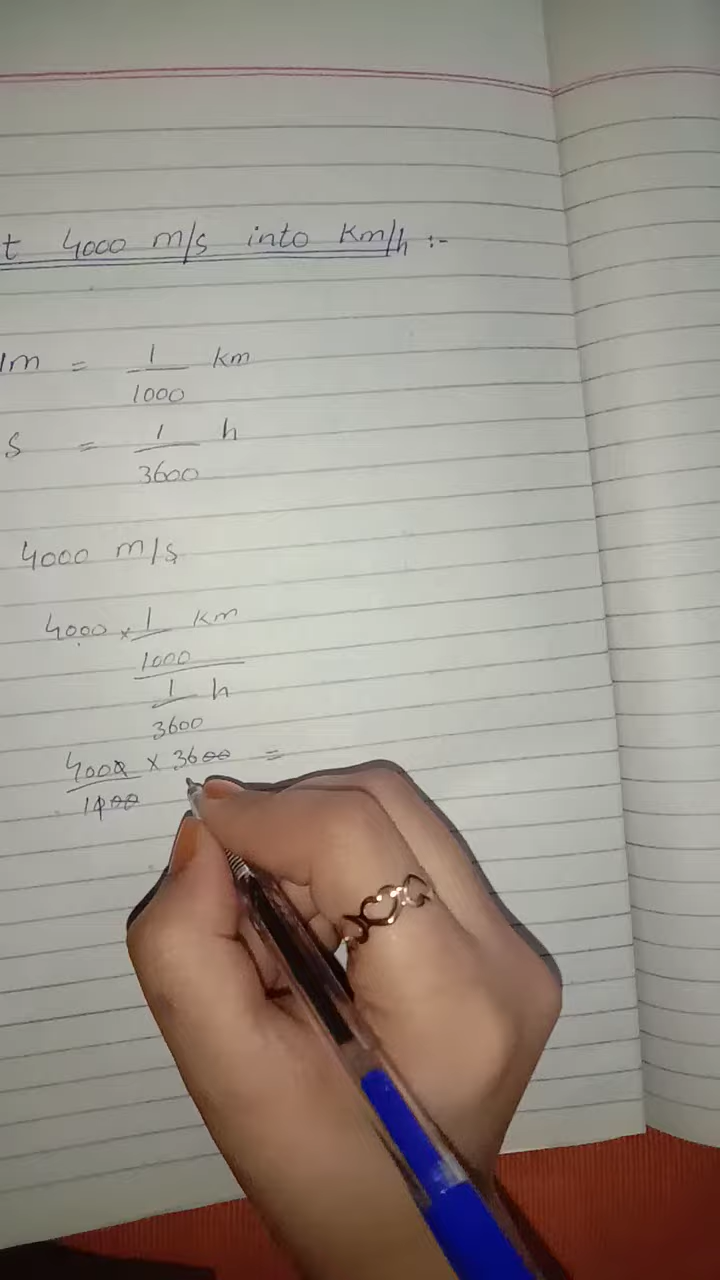 t 4000 m/s into km/h :-
1m = 1/1000 km
s = 1/3600 h
4000 m/s
4000 × 1/1000 km
1/3600 h
4000/1000 × 3600 =